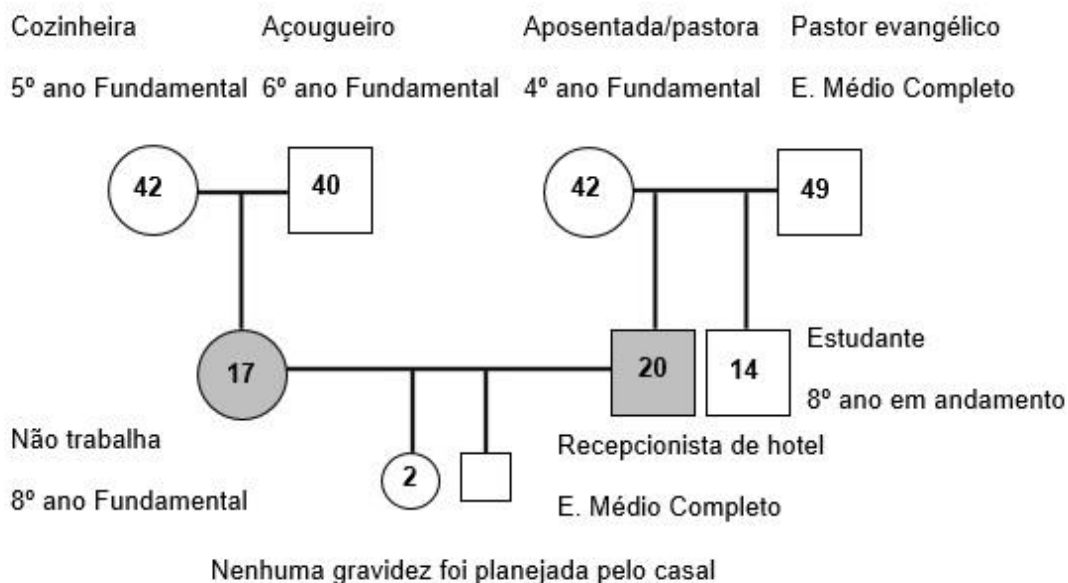 Cozinheira Açougueiro Aposentada/pastora Pastor evangélico
5º ano Fundamental 6º ano Fundamental 4º ano Fundamental E. Médio Completo
42 40 42 49
Estudante
17 20 14
8º ano em andamento
Não trabalha Recepcionista de hotel
2
8º ano Fundamental E. Médio Completo
Nenhuma gravidez foi planejada pelo casal